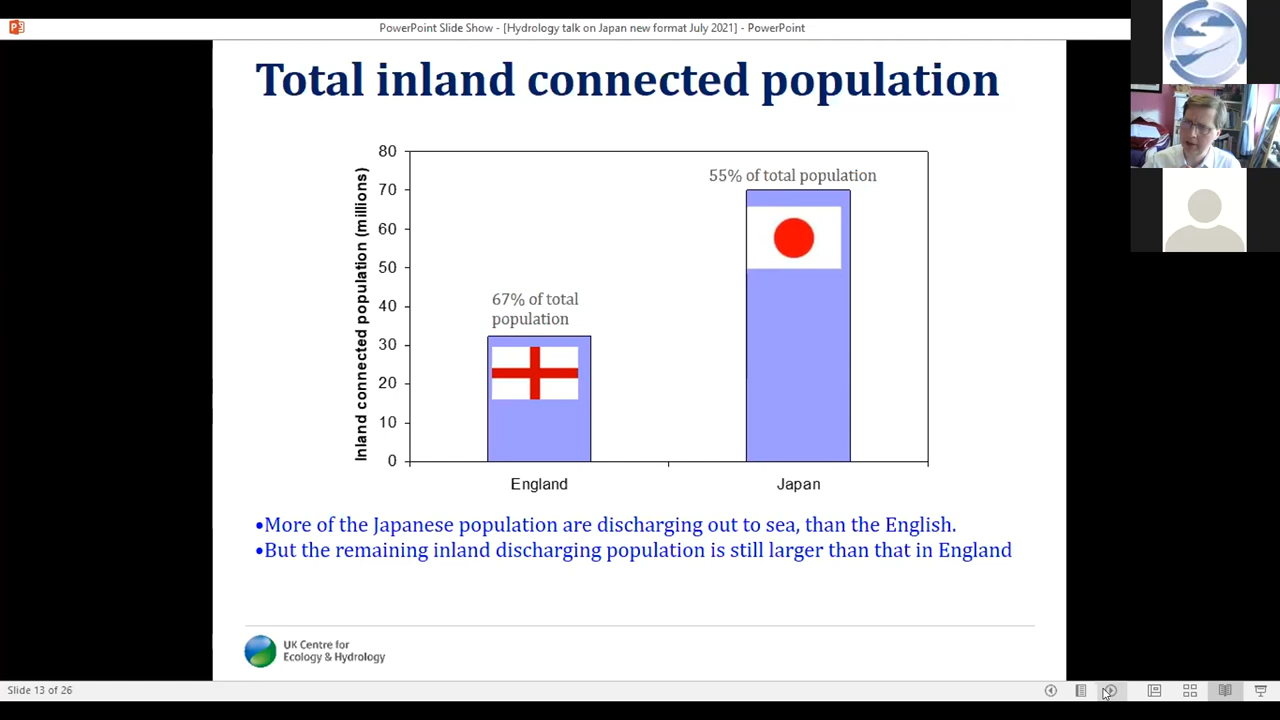 PowerPoint Slide Show - [Hydrology talk on Japan new format July 2021] - PowerPoint
Total inland connected population
Inland connected population (millions)
80
70
60
50
40
30
20
10
0
67% of total
population
55% of total population
England
Japan
•More of the Japanese population are discharging out to sea, than the English.
•But the remaining inland discharging population is still larger than that in England
UK Centre for
Ecology & Hydrology
Slide 13 of 26